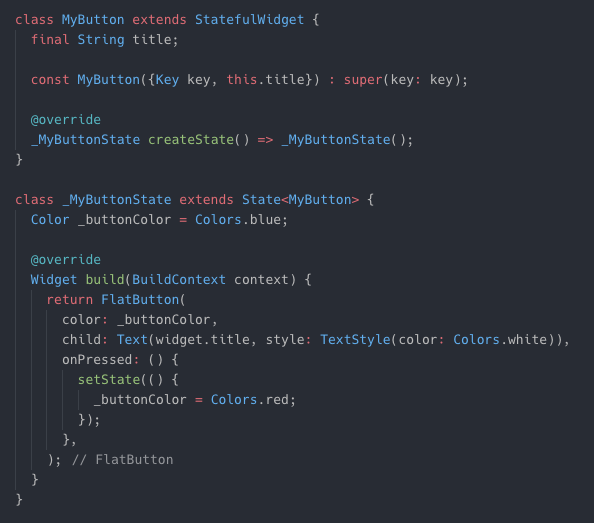 class MyButton extends StatefulWidget {
  final String title;

  const MyButton({Key key, this.title}) : super(key: key);

  @override
  _MyButtonState createState() => _MyButtonState();
}

class _MyButtonState extends State<MyButton> {
  Color _buttonColor = Colors.blue;

  @override
  Widget build(BuildContext context) {
    return FlatButton(
      color: _buttonColor,
      child: Text(widget.title, style: TextStyle(color: Colors.white)),
      onPressed: () {
        setState(() {
          _buttonColor = Colors.red;
        });
      },
    ); // FlatButton
  }
}